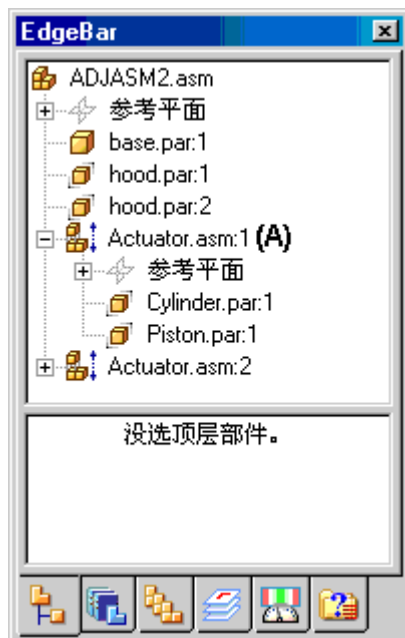 EdgeBar
ADJASM2.asm
参考平面
base.par:1
hood.par:1
hood.par:2
Actuator.asm:1 (A)
参考平面
Cylinder.par:1
Piston.par:1
Actuator.asm:2
没选顶层部件。